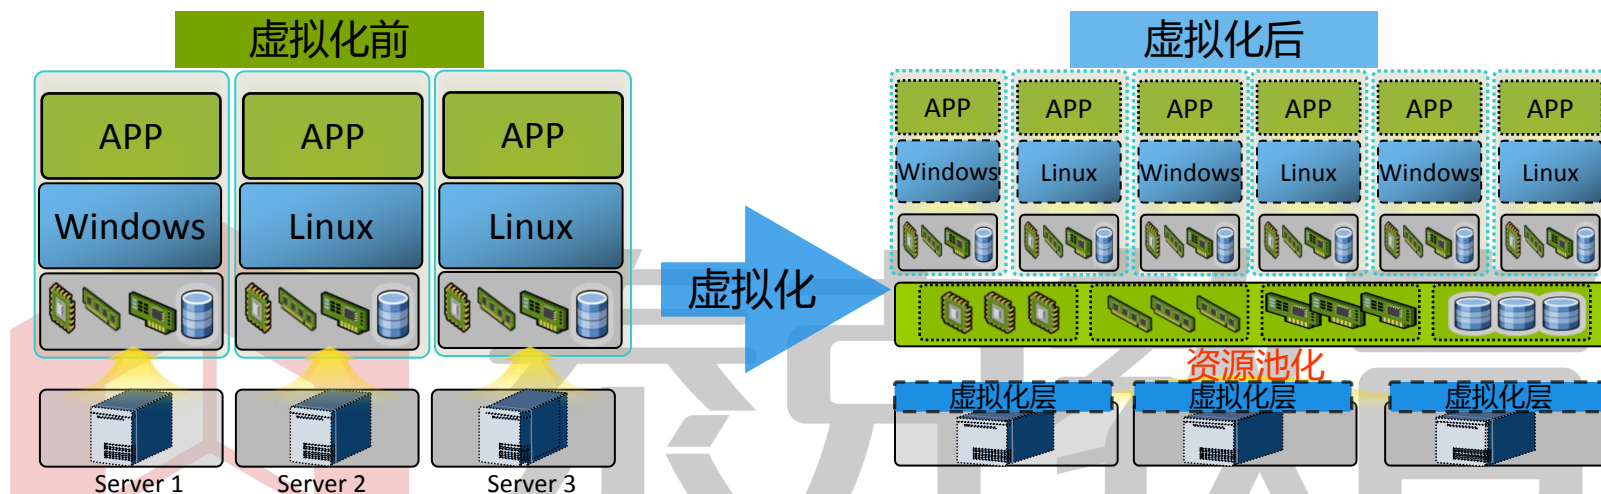 虚拟化前
APP
APP
APP
Windows
Linux
Linux
Server 1
Server 2
Server 3
虚拟化
虚拟化后
APP
APP
APP
APP
APP
APP
Windows
Linux
Windows
Linux
Windows
Linux
资源池化
虚拟化层
虚拟化层
虚拟化层